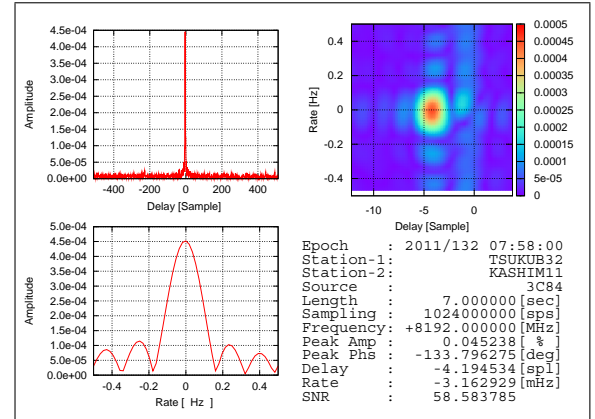 4.5e-04
4.0e-04
3.5e-04
3.0e-04
2.5e-04
2.0e-04
1.5e-04
1.0e-04
5.0e-05
0.0e+00
Amplitude
-400 -200 0 200 400
Delay [Sample]
0.4
0.2
0
-0.2
-0.4
Rate [Hz]
-10 -5 0
Delay [Sample]
0.0005
0.00045
0.0004
0.00035
0.0003
0.00025
0.0002
0.00015
0.0001
5e-05
0
5.0e-04
4.5e-04
4.0e-04
3.5e-04
3.0e-04
2.5e-04
2.0e-04
1.5e-04
1.0e-04
5.0e-05
0.0e+00
Amplitude
-0.4 -0.2 0 0.2 0.4
Rate [ Hz ]
Epoch : 2011/132 07:58:00
Station-1: TSUKUB32
Station-2: KASHIM11
Source : 3C84
Length : 7.000000[sec]
Sampling : 1024000000[sps]
Frequency: +8192.000000[MHz]
Peak Amp : 0.045238[ % ]
Peak Phs : -133.796275[deg]
Delay : -4.194534[spl]
Rate : -3.162929[mHz]
SNR : 58.583785